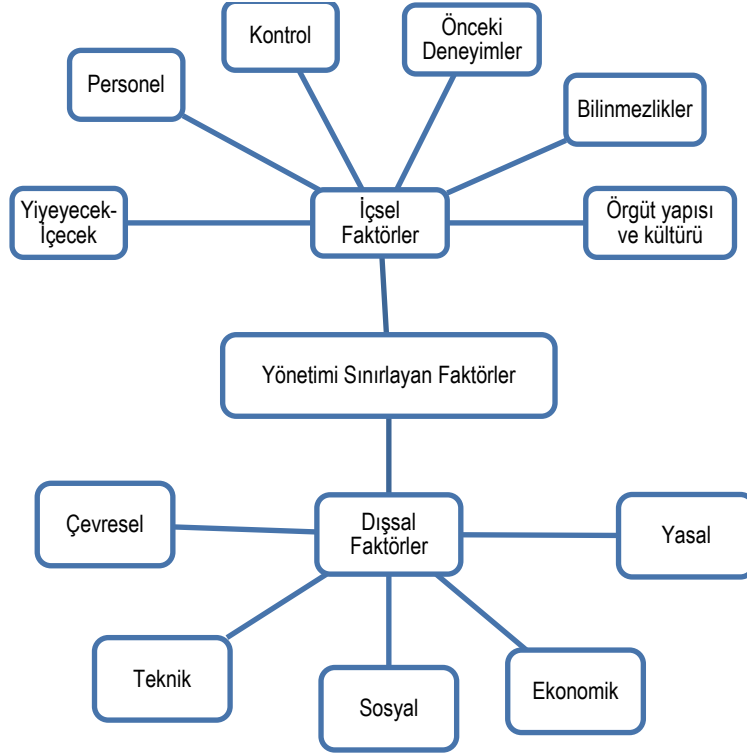 Kontrol
Önceki
Deneyimler
Personel
Bilinmezlikler
Yiyeyecek-
İçecek
İçsel
Faktörler
Örgüt yapısı
ve kültürü
Yönetimi Sınırlayan Faktörler
Çevresel
Dışsal
Faktörler
Yasal
Teknik
Sosyal
Ekonomik